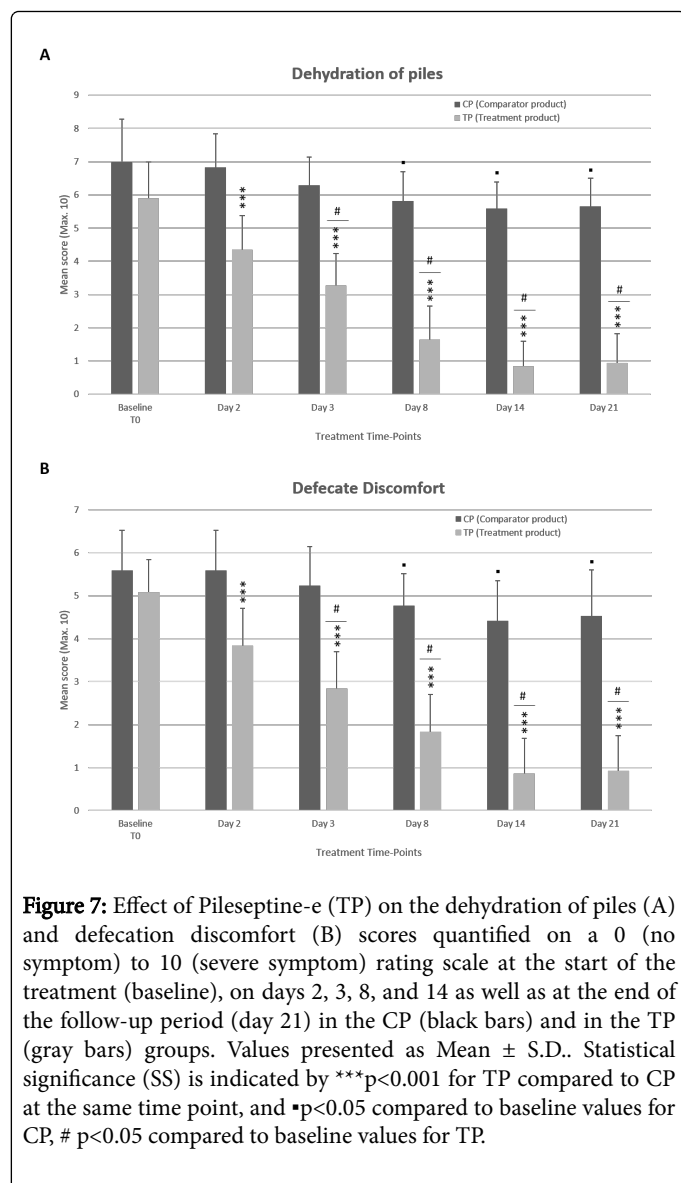 A
Dehydration of piles
CP (Comparator product)
TP (Treatment product)
Mean score (Max. 10)
9
8
7
6
5
4
3
2
1
0
▪
▪
▪
***
#
***
#
***
#
***
#
***
Baseline T0
Day 2
Day 3
Day 8
Day 14
Day 21
Treatment Time-Points
B
Defecate Discomfort
CP (Comparator product)
TP (Treatment product)
Mean score (Max. 10)
7
6
5
4
3
2
1
0
▪
▪
▪
***
#
***
#
***
#
***
#
***
Baseline T0
Day 2
Day 3
Day 8
Day 14
Day 21
Treatment Time-Points
Figure 7: Effect of Pileseptine-e (TP) on the dehydration of piles (A)
and defecation discomfort (B) scores quantified on a 0 (no
symptom) to 10 (severe symptom) rating scale at the start of the
treatment (baseline), on days 2, 3, 8, and 14 as well as at the end of
the follow-up period (day 21) in the CP (black bars) and in the TP
(gray bars) groups. Values presented as Mean ± S.D.. Statistical
significance (SS) is indicated by ***p<0.001 for TP compared to CP
at the same time point, and ▪p<0.05 compared to baseline values for
CP, # p<0.05 compared to baseline values for TP.